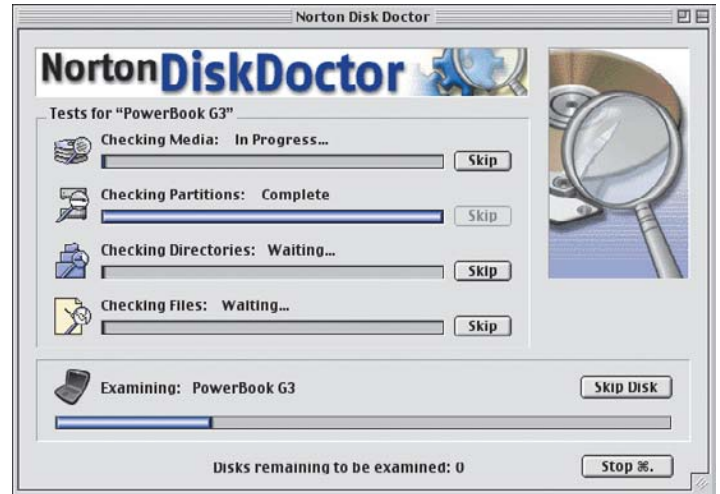 Norton Disk Doctor
NortonDiskDoctor
Tests for “PowerBook G3”
Checking Media: In Progress...
Skip
Checking Partitions: Complete
Skip
Checking Directories: Waiting...
Skip
Checking Files: Waiting...
Skip
Examining: PowerBook G3
Skip Disk
Disks remaining to be examined: 0
Stop ⌘.